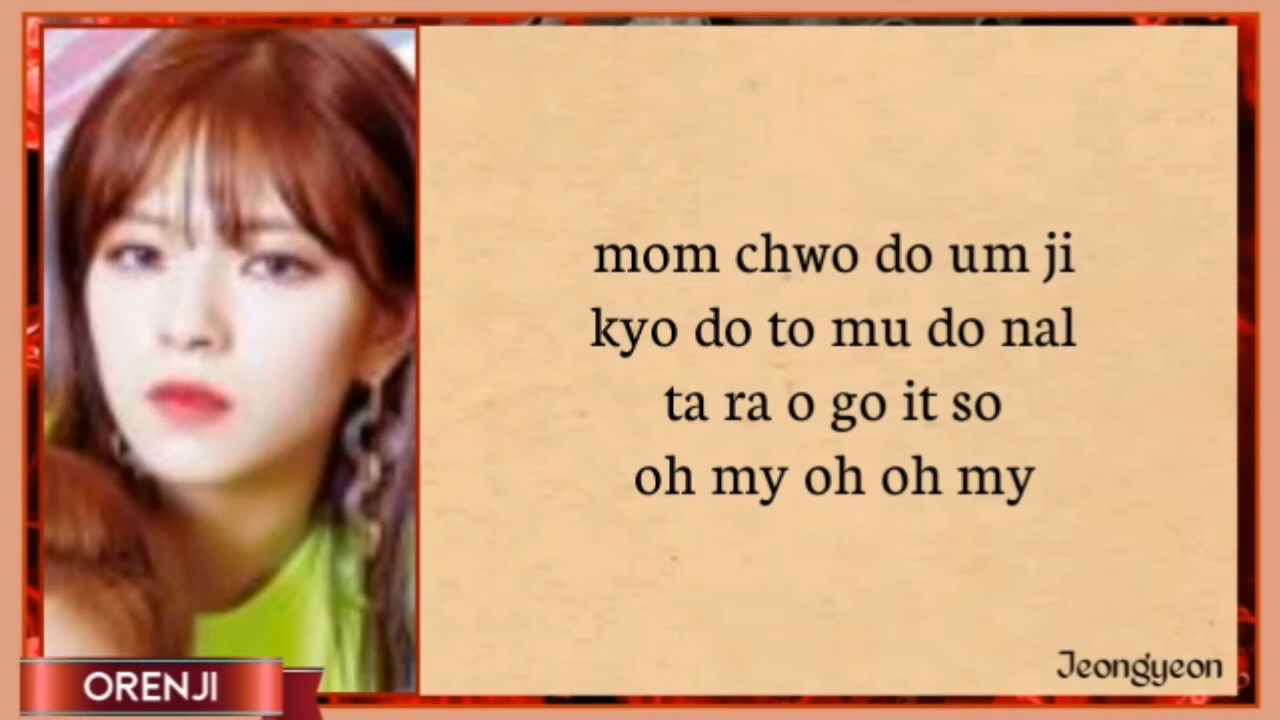 mom chwo do um ji
kyo do to mu do nal
ta ra o go it so
oh my oh oh my
Jeongyeon
ORENJI